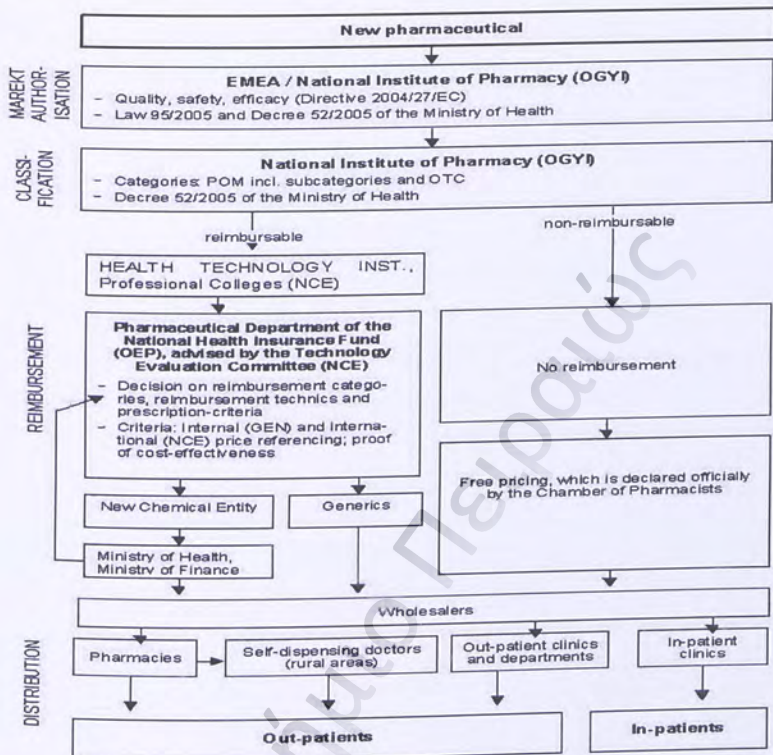 New pharmaceutical
MAREKT
AUTHOR-
ISATION
EMEA / National Institute of Pharmacy (OGYI)
- Quality, safety, efficacy (Directive 2004/27/EC)
- Law 95/2005 and Decree 52/2005 of the Ministry of Health
CLASSI-
FICATION
National Institute of Pharmacy (OGYI)
- Categories: POM incl. subcategories and OTC
- Decree 52/2005 of the Ministry of Health
reimbursable
non-reimbursable
REIMBURSEMENT
HEALTH TECHNOLOGY INST.,
Professional Colleges (NCE)
Pharmaceutical Department of the
National Health Insurance Fund
(OEP), advised by the Technology
Evaluation Committee (NCE)
- Decision on reimbursement catego-
ries, reimbursement technics and
prescription-criteria
- Criteria: Internal (GEN) and interna-
tional (NCE) price referencing; proof
of cost-effectiveness
No reimbursement
Free pricing, which is declared officially
by the Chamber of Pharmacists
New Chemical Entity
Generics
Ministry of Health,
Ministry of Finance
DISTRIBUTION
Wholesalers
Pharmacies
Self-dispensing doctors
(rural areas)
Out-patient clinics
and departments
In-patient
clinics
Out-patients
In-patients
Πειραιώς